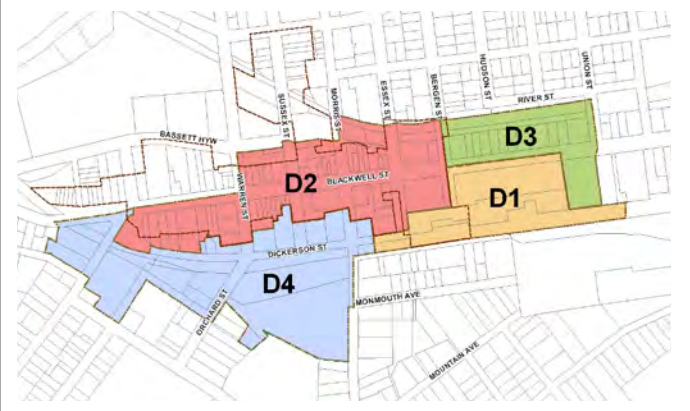 SUSSEX ST
MORRIS ST
ESSEX ST
BERGEN ST
HUDSON ST
UNION ST
RIVER ST
BASSETT HYW
D3
WARREN ST
D2
BLACKWELL ST
D1
DICKERSON ST
D4
ORCHARD ST
MONMOUTH AVE
MOUNTAIN AVE